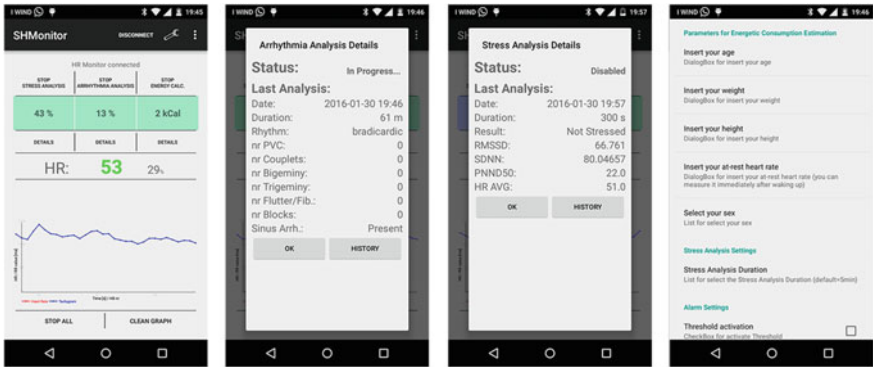 I WIND 19:45
SHMonitor DISCONNECT
HR Monitor connected
STOP STRESS ANALYSIS
STOP ARRHYTHMIA ANALYSIS
STOP ENERGY CALC.
43 % 13 % 2 kCal
DETAILS DETAILS DETAILS
HR: 53 29%
Time [s] / HR nr
Heart Rate Tachogram
STOP ALL CLEAN GRAPH
I WIND 19:46
Arrhythmia Analysis Details
Status: In Progress...
Last Analysis:
Date: 2016-01-30 19:46
Duration: 61 m
Rhythm: bradicardic
nr PVC: 0
nr Couplets: 0
nr Bigeminy: 0
nr Trigeminy: 0
nr Flutter/Fib.: 0
nr Blocks: 0
Sinus Arrh.: Present
OK HISTORY
I WIND 19:57
Stress Analysis Details
Status: Disabled
Last Analysis:
Date: 2016-01-30 19:57
Duration: 300 s
Result: Not Stressed
RMSSD: 66.761
SDNN: 80.04657
PNND50: 22.0
HR AVG: 51.0
OK HISTORY
I WIND 19:46
Parameters for Energetic Consumption Estimation
Insert your age
DialogBox for insert your age
Insert your weight
DialogBox for insert your weight
Insert your height
DialogBox for insert your height
Insert your at-rest heart rate
DialogBox for insert your at-rest heart rate (you can
measure it immediately after waking up)
Select your sex
List for select your sex
Stress Analysis Settings
Stress Analysis Duration
List for select the Stress Analysis Duration (default=5min)
Alarm Settings
Threshold activation
CheckBox for activate Threshold